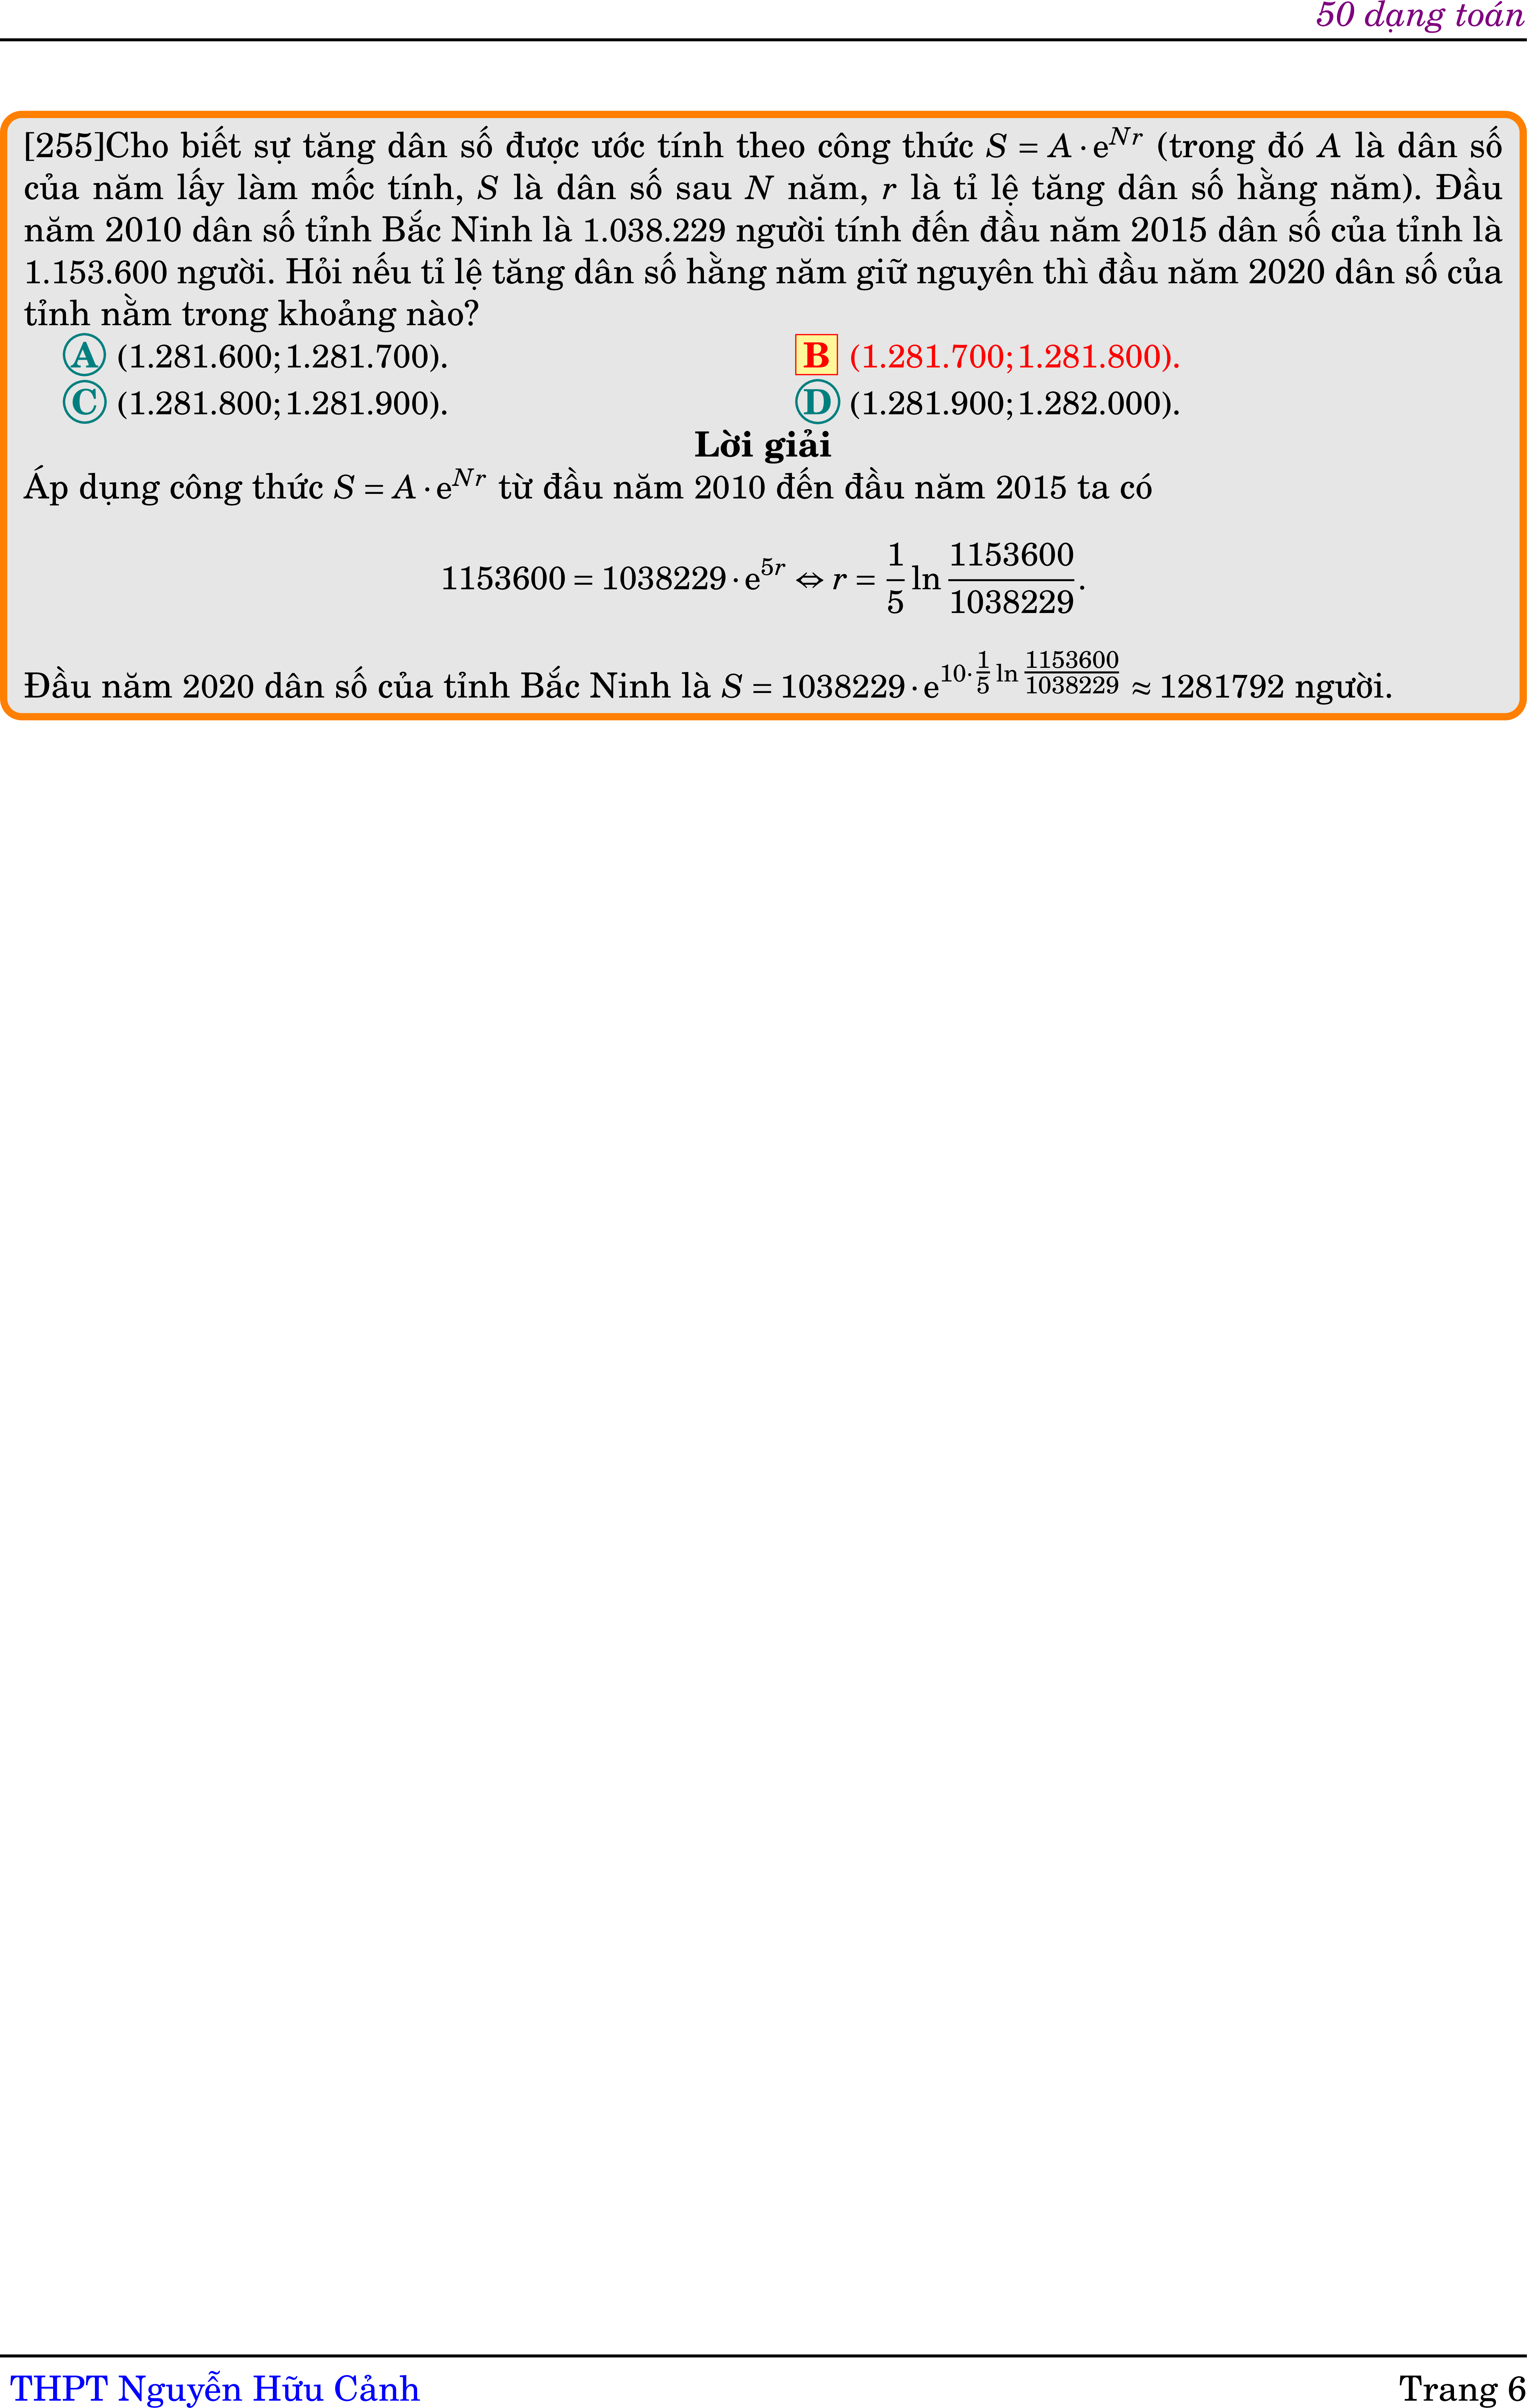 50 dạng toán
[255]Cho biết sự tăng dân số được ước tính theo công thức S = A · e^{Nr} (trong đó A là dân số
của năm lấy làm mốc tính, S là dân số sau N năm, r là tỉ lệ tăng dân số hằng năm). Đầu
năm 2010 dân số tỉnh Bắc Ninh là 1.038.229 người tính đến đầu năm 2015 dân số của tỉnh là
1.153.600 người. Hỏi nếu tỉ lệ tăng dân số hằng năm giữ nguyên thì đầu năm 2020 dân số của
tỉnh nằm trong khoảng nào?
A (1.281.600; 1.281.700). B (1.281.700; 1.281.800).
C (1.281.800; 1.281.900). D (1.281.900; 1.282.000).
Lời giải
Áp dụng công thức S = A · e^{Nr} từ đầu năm 2010 đến đầu năm 2015 ta có
1153600 = 1038229 · e^{5r} ⇔ r = \frac{1}{5} ln \frac{1153600}{1038229}.
Đầu năm 2020 dân số của tỉnh Bắc Ninh là S = 1038229 · e^{10·\frac{1}{5} ln \frac{1153600}{1038229}} ≈ 1281792 người.
THPT Nguyễn Hữu Cảnh Trang 6